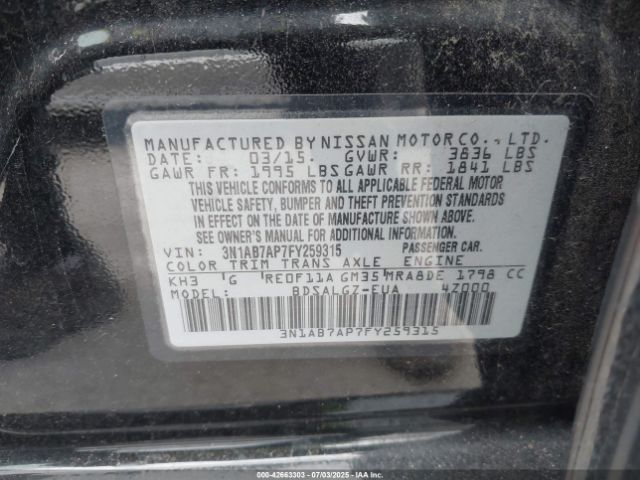 MANUFACTURED BY NISSAN MOTOR CO., LTD.
DATE: 03/15. GVWR: 3836 LBS
GAWR FR: 1995 LBS GAWR RR: 1841 LBS
THIS VEHICLE CONFORMS TO ALL APPLICABLE FEDERAL MOTOR
VEHICLE SAFETY, BUMPER AND THEFT PREVENTION STANDARDS
IN EFFECT ON THE DATE OF MANUFACTURE SHOWN ABOVE.
SEE OWNER'S MANUAL FOR ADDITIONAL INFORMATION.
VIN: 3N1AB7AP7FY259315 PASSENGER CAR.
COLOR TRIM TRANS AXLE ENGINE
KH3 G RE0F11A GM35 MRA8DE 1798 CC
MODEL: BDSALGZ-EUA 4Z000
3N1AB7AP7FY259315
000-42663303 - 07/03/2025 - IAAI.COM